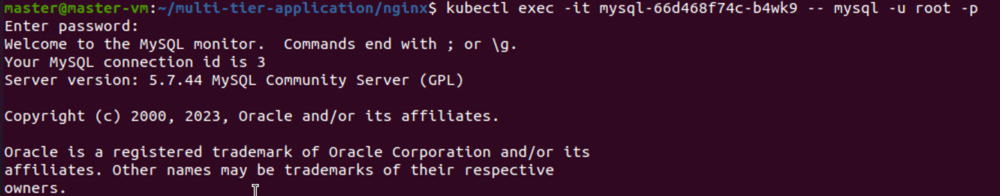 master@master-vm:~/multi-tier-application/nginx$ kubectl exec -it mysql-66d468f74c-b4wk9 -- mysql -u root -p
Enter password:
Welcome to the MySQL monitor.  Commands end with ; or \g.
Your MySQL connection id is 3
Server version: 5.7.44 MySQL Community Server (GPL)

Copyright (c) 2000, 2023, Oracle and/or its affiliates.

Oracle is a registered trademark of Oracle Corporation and/or its
affiliates. Other names may be trademarks of their respective
owners.